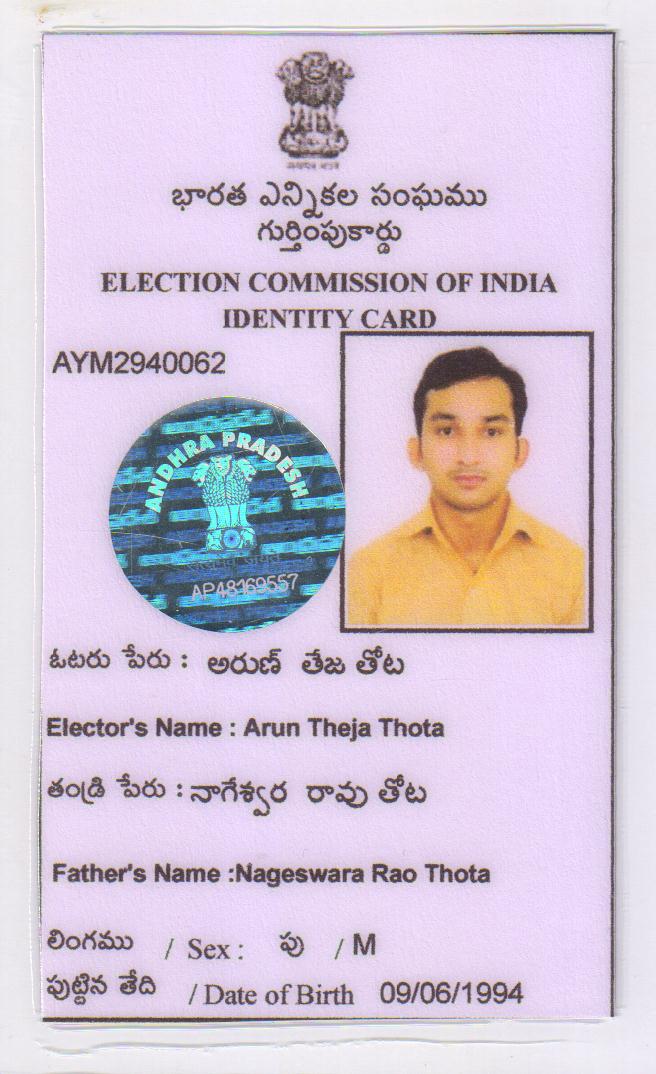 భారత ఎన్నికల సంఘము
గుర్తింపుకార్డు
ELECTION COMMISSION OF INDIA
IDENTITY CARD
AYM2940062
ANDHRA PRADESH
AP48169557
ఓటరు పేరు : అరుణ్ తేజ తోట
Elector's Name : Arun Theja Thota
తండ్రి పేరు : నాగేశ్వర రావు తోట
Father's Name :Nageswara Rao Thota
లింగము / Sex : పు / M
పుట్టిన తేది / Date of Birth 09/06/1994